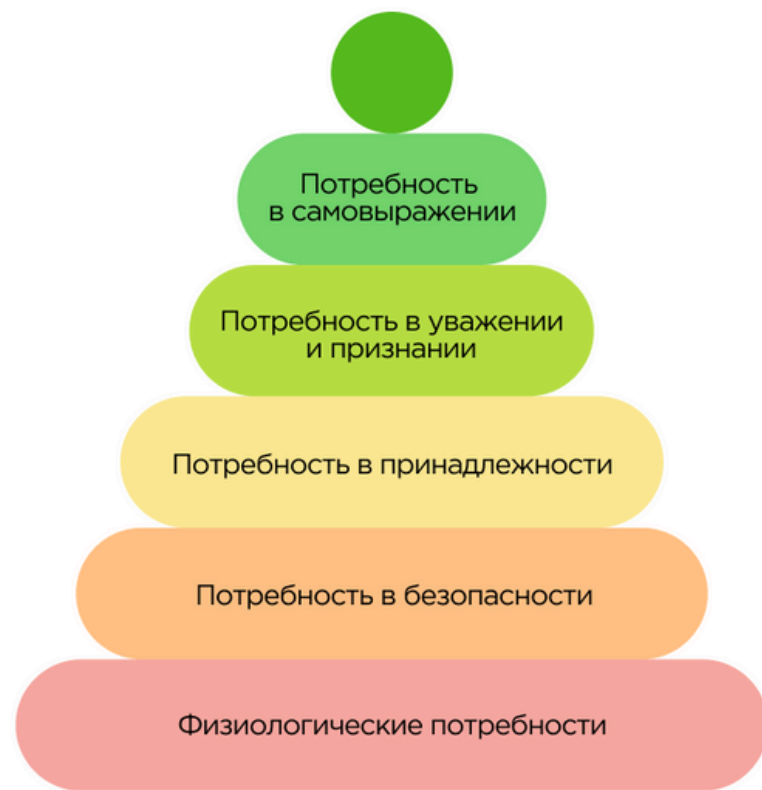 Потребность
в самовыражении
Потребность в уважении
и признании
Потребность в принадлежности
Потребность в безопасности
Физиологические потребности